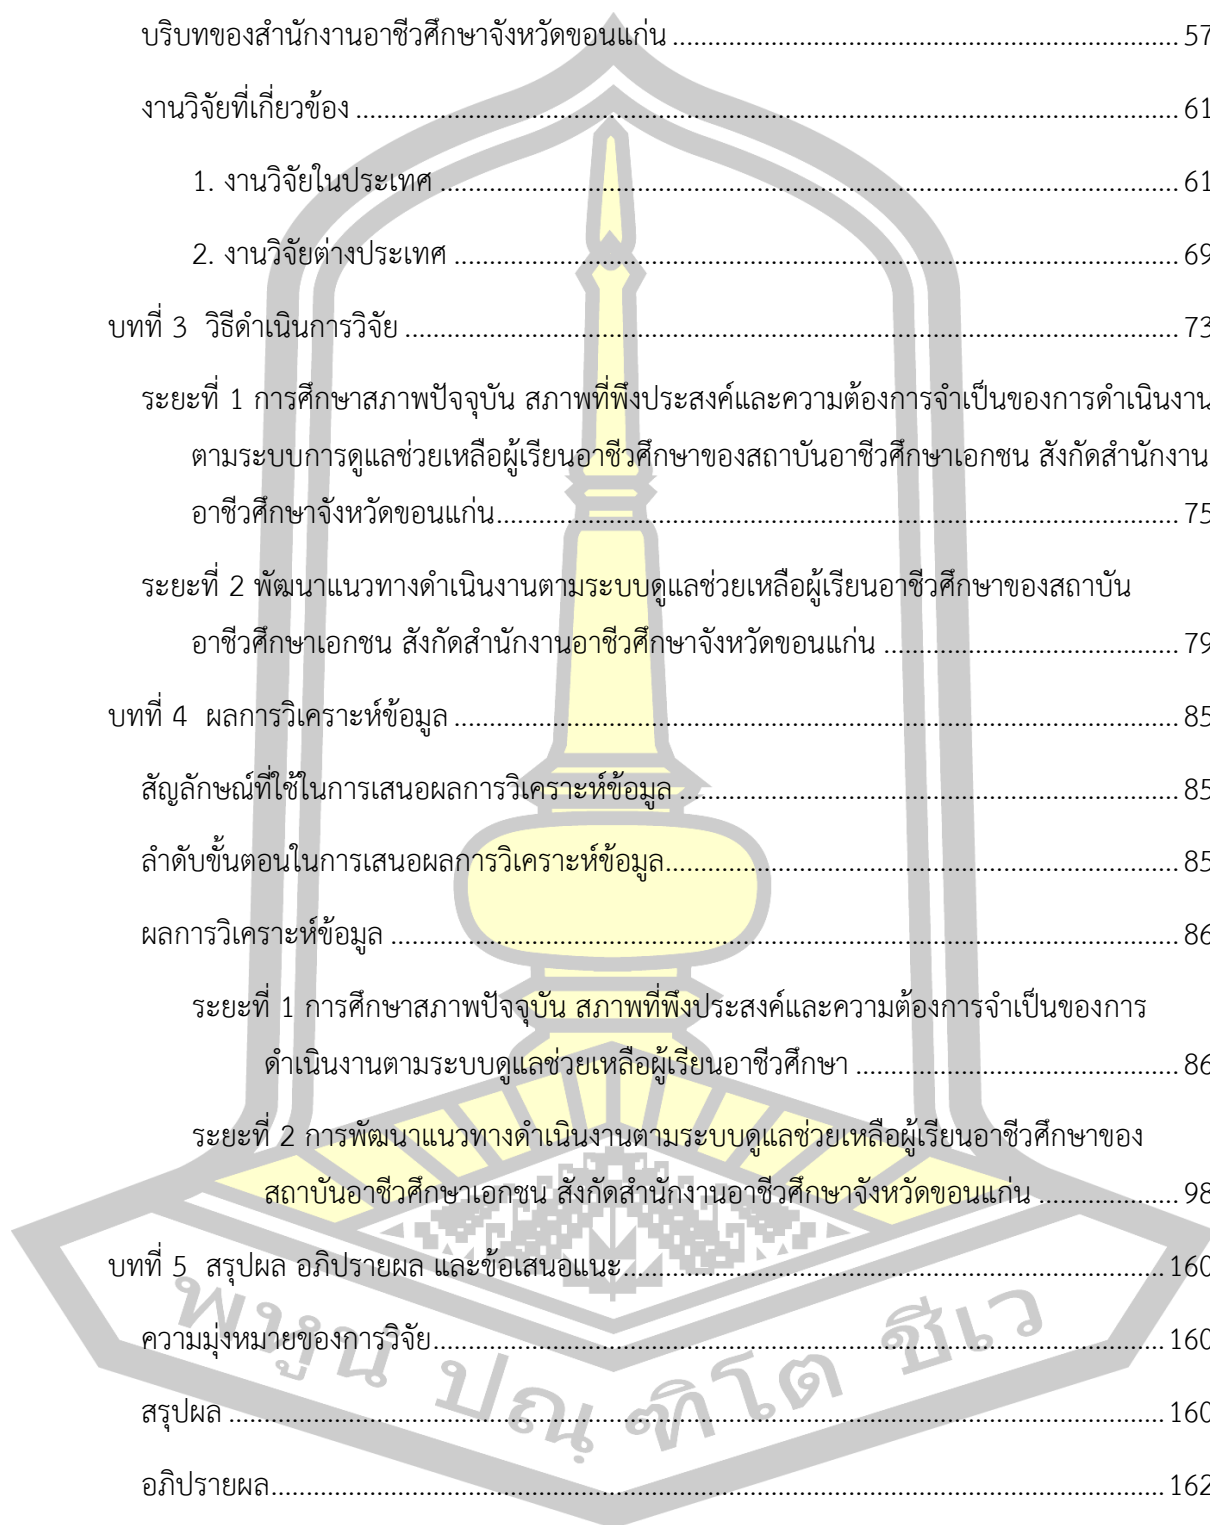 บริบทของสำนักงานอาชีวศึกษาจังหวัดขอนแก่น ........ 57
งานวิจัยที่เกี่ยวข้อง ........ 61
1. งานวิจัยในประเทศ ........ 61
2. งานวิจัยต่างประเทศ ........ 69
บทที่ 3 วิธีดำเนินการวิจัย ........ 73
ระยะที่ 1 การศึกษาสภาพปัจจุบัน สภาพที่พึงประสงค์และความต้องการจำเป็นของการดำเนินงาน
ตามระบบการดูแลช่วยเหลือผู้เรียนอาชีวศึกษาของสถาบันอาชีวศึกษาเอกชน สังกัดสำนักงาน
อาชีวศึกษาจังหวัดขอนแก่น........ 75
ระยะที่ 2 พัฒนาแนวทางดำเนินงานตามระบบดูแลช่วยเหลือผู้เรียนอาชีวศึกษาของสถาบัน
อาชีวศึกษาเอกชน สังกัดสำนักงานอาชีวศึกษาจังหวัดขอนแก่น ........ 79
บทที่ 4 ผลการวิเคราะห์ข้อมูล ........ 85
สัญลักษณ์ที่ใช้ในการเสนอผลการวิเคราะห์ข้อมูล ........ 85
ลำดับขั้นตอนในการเสนอผลการวิเคราะห์ข้อมูล........ 85
ผลการวิเคราะห์ข้อมูล ........ 86
ระยะที่ 1 การศึกษาสภาพปัจจุบัน สภาพที่พึงประสงค์และความต้องการจำเป็นของการ
ดำเนินงานตามระบบดูแลช่วยเหลือผู้เรียนอาชีวศึกษา ........ 86
ระยะที่ 2 การพัฒนาแนวทางดำเนินงานตามระบบดูแลช่วยเหลือผู้เรียนอาชีวศึกษาของ
สถาบันอาชีวศึกษาเอกชน สังกัดสำนักงานอาชีวศึกษาจังหวัดขอนแก่น ........ 98
บทที่ 5 สรุปผล อภิปรายผล และข้อเสนอแนะ........ 160
ความมุ่งหมายของการวิจัย........ 160
สรุปผล ........ 160
อภิปรายผล........ 162
พหูนํ ปณฺฑิโต ชีเว